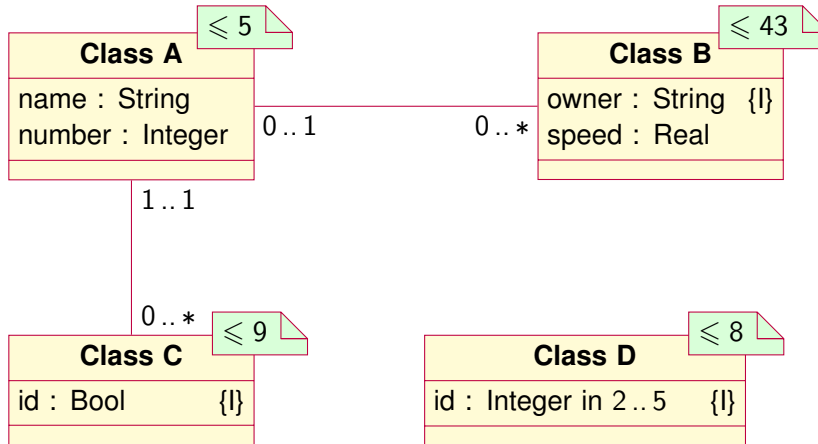 ⩽ 5
Class A
name : String
number : Integer
⩽ 43
Class B
owner : String {I}
speed : Real
0 .. 1
0 .. *
1 .. 1
0 .. *
⩽ 9
Class C
id : Bool {I}
⩽ 8
Class D
id : Integer in 2 .. 5 {I}